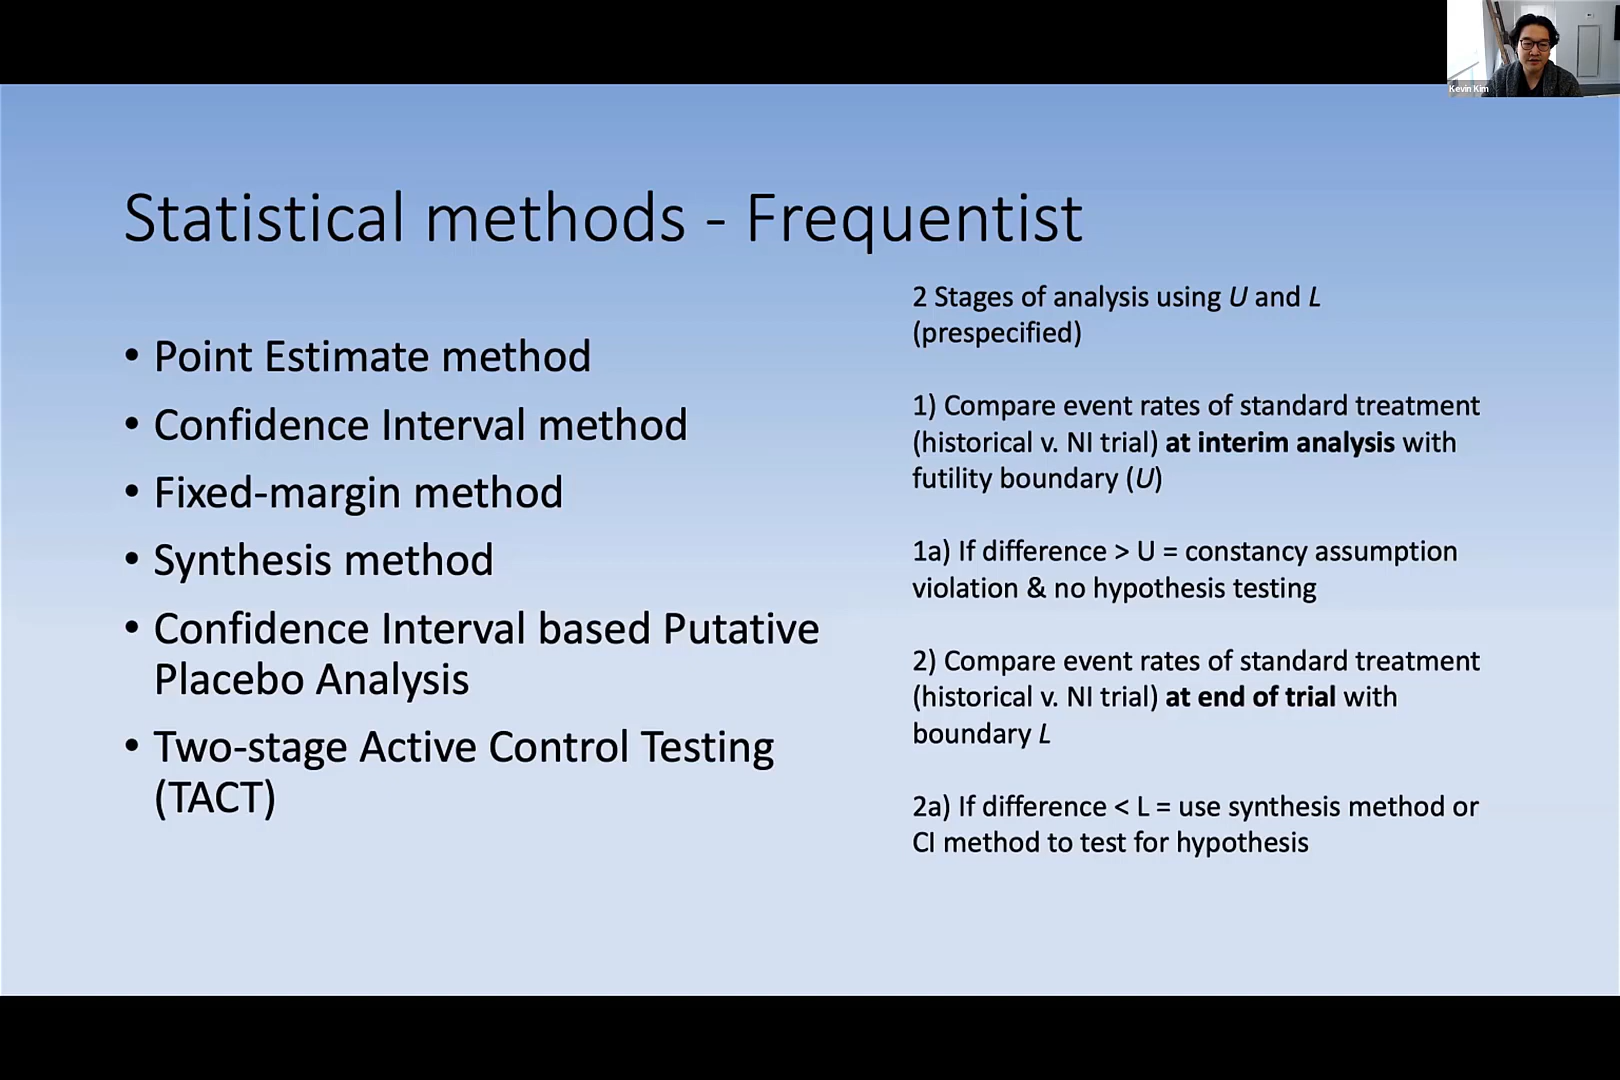 Kevin Kim
Statistical methods - Frequentist
• Point Estimate method
• Confidence Interval method
• Fixed-margin method
• Synthesis method
• Confidence Interval based Putative
Placebo Analysis
• Two-stage Active Control Testing
(TACT)
2 Stages of analysis using U and L
(prespecified)
1) Compare event rates of standard treatment
(historical v. NI trial) at interim analysis with
futility boundary (U)
1a) If difference > U = constancy assumption
violation & no hypothesis testing
2) Compare event rates of standard treatment
(historical v. NI trial) at end of trial with
boundary L
2a) If difference < L = use synthesis method or
CI method to test for hypothesis